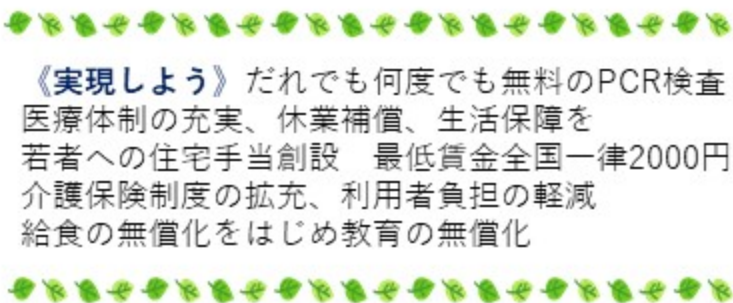 《実現しよう》だれでも何度でも無料のPCR検査
医療体制の充実、休業補償、生活保障を
若者への住宅手当創設　最低賃金全国一律2000円
介護保険制度の拡充、利用者負担の軽減
給食の無償化をはじめ教育の無償化